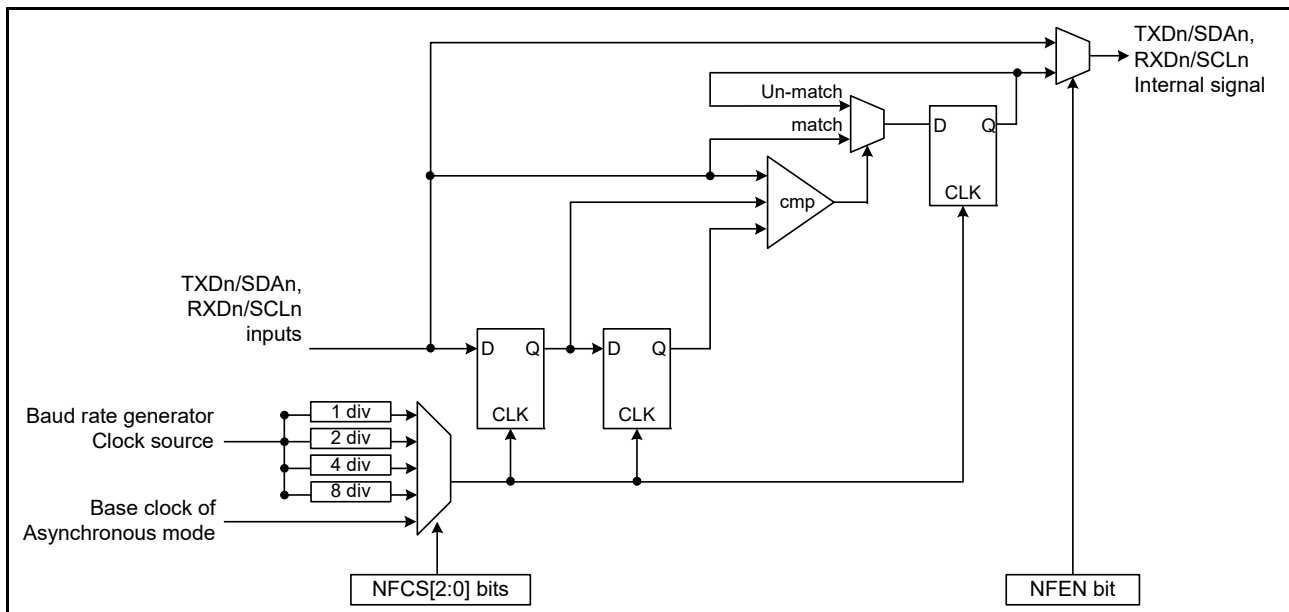 TXDn/SDAn,
RXDn/SCLn
Internal signal
Un-match
match
D
Q
CLK
cmp
TXDn/SDAn,
RXDn/SCLn
inputs
D
Q
CLK
D
Q
CLK
Baud rate generator
Clock source
1 div
2 div
4 div
8 div
Base clock of
Asynchronous mode
NFCS[2:0] bits
NFEN bit